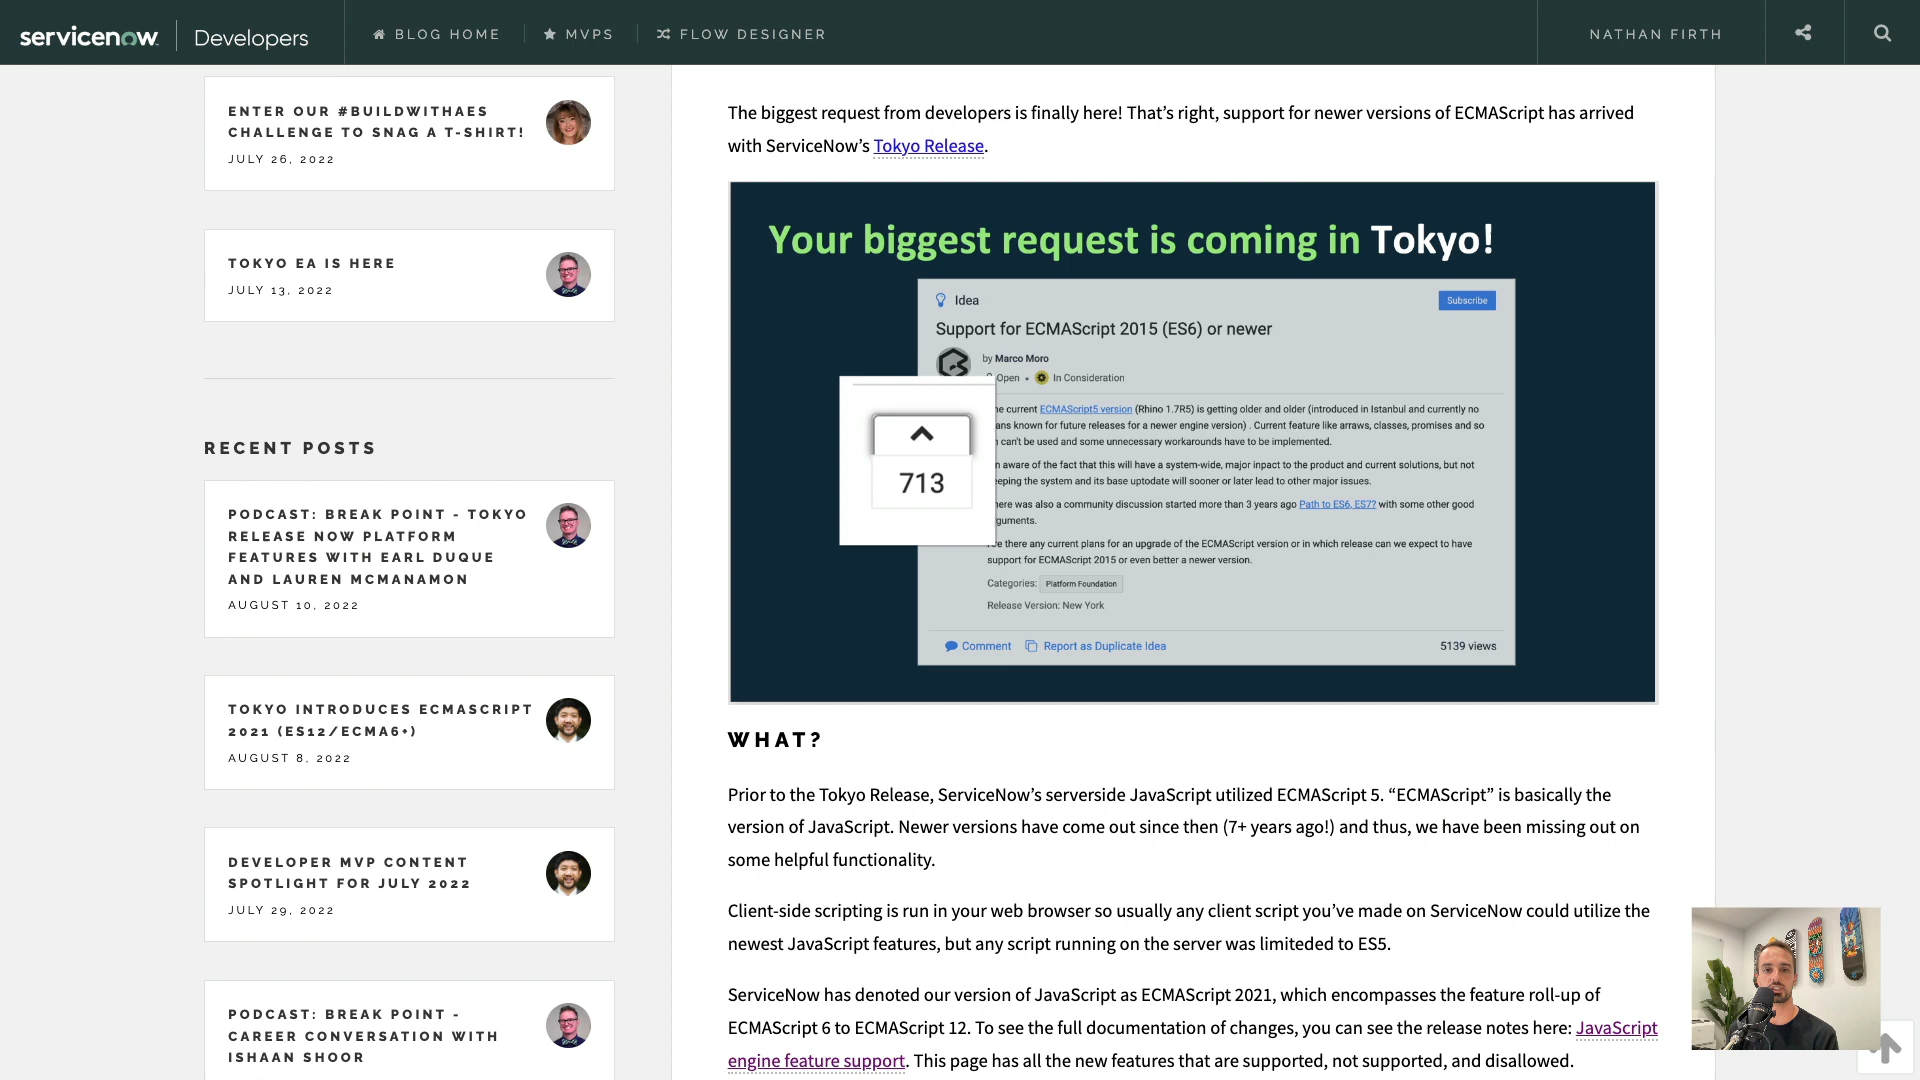 servicenow Developers BLOG HOME MVPS FLOW DESIGNER NATHAN FIRTH
ENTER OUR #BUILDWITHAES
CHALLENGE TO SNAG A T-SHIRT!
JULY 26, 2022
TOKYO EA IS HERE
JULY 13, 2022
RECENT POSTS
PODCAST: BREAK POINT - TOKYO
RELEASE NOW PLATFORM
FEATURES WITH EARL DUQUE
AND LAUREN MCMANAMON
AUGUST 10, 2022
TOKYO INTRODUCES ECMASCRIPT
2021 (ES12/ECMA6+)
AUGUST 8, 2022
DEVELOPER MVP CONTENT
SPOTLIGHT FOR JULY 2022
JULY 29, 2022
PODCAST: BREAK POINT -
CAREER CONVERSATION WITH
ISHAAN SHOOR
The biggest request from developers is finally here! That’s right, support for newer versions of ECMAScript has arrived
with ServiceNow’s Tokyo Release.
Your biggest request is coming in Tokyo!
Idea
Subscribe
Support for ECMAScript 2015 (ES6) or newer
by Marco Moro
Open • In Consideration
713
current ECMAScript5 version (Rhino 1.7R5) is getting older and older (introduced in Istanbul and currently no
known for future releases for a newer engine version) . Current feature like arraws, classes, promises and so
can't be used and some unnecessary workarounds have to be implemented.
aware of the fact that this will have a system-wide, major inpact to the product and current solutions, but not
the system and its base uptodate will sooner or later lead to other major issues.
was also a community discussion started more than 3 years ago Path to ES6, ES7? with some other good
there any current plans for an upgrade of the ECMAScript version or in which release can we expect to have
support for ECMAScript 2015 or even better a newer version.
Categories: Platform Foundation
Release Version: New York
Comment Report as Duplicate Idea 5139 views
WHAT?
Prior to the Tokyo Release, ServiceNow’s serverside JavaScript utilized ECMAScript 5. “ECMAScript” is basically the
version of JavaScript. Newer versions have come out since then (7+ years ago!) and thus, we have been missing out on
some helpful functionality.
Client-side scripting is run in your web browser so usually any client script you’ve made on ServiceNow could utilize the
newest JavaScript features, but any script running on the server was limiteded to ES5.
ServiceNow has denoted our version of JavaScript as ECMAScript 2021, which encompasses the feature roll-up of
ECMAScript 6 to ECMAScript 12. To see the full documentation of changes, you can see the release notes here: JavaScript
engine feature support. This page has all the new features that are supported, not supported, and disallowed.